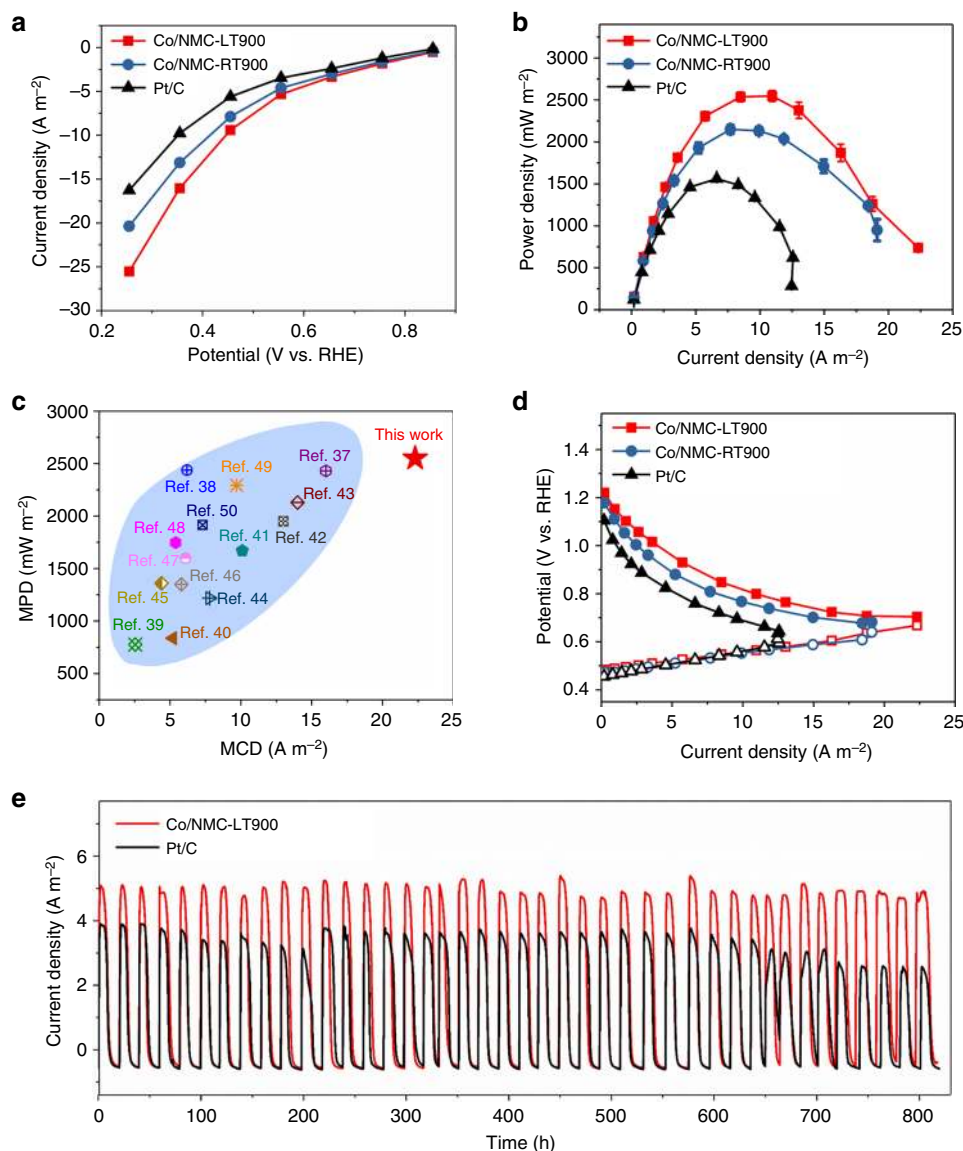 a
Co/NMC-LT900
Co/NMC-RT900
Pt/C
0
–5
–10
–15
–20
–25
–30
0.2
0.4
0.6
0.8
Current density (A m⁻²)
Potential (V vs. RHE)
b
Co/NMC-LT900
Co/NMC-RT900
Pt/C
3000
2500
2000
1500
1000
500
0
0
5
10
15
20
25
Power density (mW m⁻²)
Current density (A m⁻²)
c
3000
2500
2000
1500
1000
500
0
5
10
15
20
25
MPD (mW m⁻²)
MCD (A m⁻²)
This work
Ref. 37
Ref. 49
Ref. 38
Ref. 43
Ref. 50
Ref. 48
Ref. 41
Ref. 42
Ref. 47
Ref. 46
Ref. 45
Ref. 44
Ref. 39
Ref. 40
d
Co/NMC-LT900
Co/NMC-RT900
Pt/C
1.4
1.2
1.0
0.8
0.6
0.4
0
5
10
15
20
25
Potential (V vs. RHE)
Current density (A m⁻²)
e
Co/NMC-LT900
Pt/C
6
4
2
0
0
100
200
300
400
500
600
700
800
Current density (A m⁻²)
Time (h)